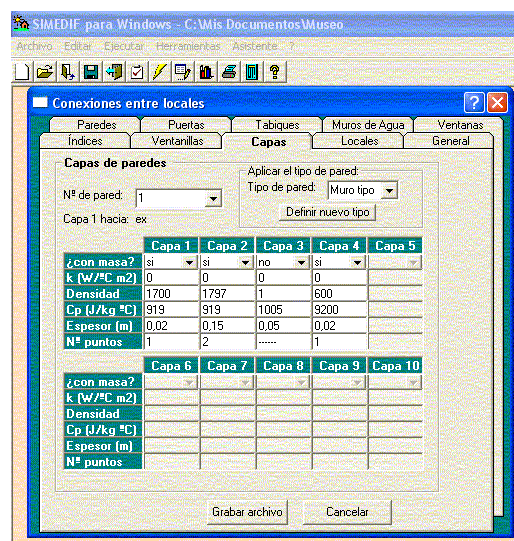 SIMEDIF para Windows - C:\Mis Documentos\Museo
Archivo Editar Ejecutar Herramientas Asistente ?
Conexiones entre locales
Paredes Puertas Tabiques Muros de Agua Ventanas
Índices Ventanillas Capas Locales General
Capas de paredes
Aplicar el tipo de pared:
Nº de pared: 1
Tipo de pared: Muro tipo
Capa 1 hacia: ex
Definir nuevo tipo
Capa 1 Capa 2 Capa 3 Capa 4 Capa 5
¿con masa? si si no si
k (W/ºC m2) 0 0 0 0
Densidad 1700 1797 1 600
Cp (J/kg ºC) 919 919 1005 9200
Espesor (m) 0,02 0,15 0,05 0,02
Nº puntos 1 2 ------ 1
Capa 6 Capa 7 Capa 8 Capa 9 Capa 10
¿con masa?
k (W/ºC m2)
Densidad
Cp (J/kg ºC)
Espesor (m)
Nº puntos
Grabar archivo Cancelar